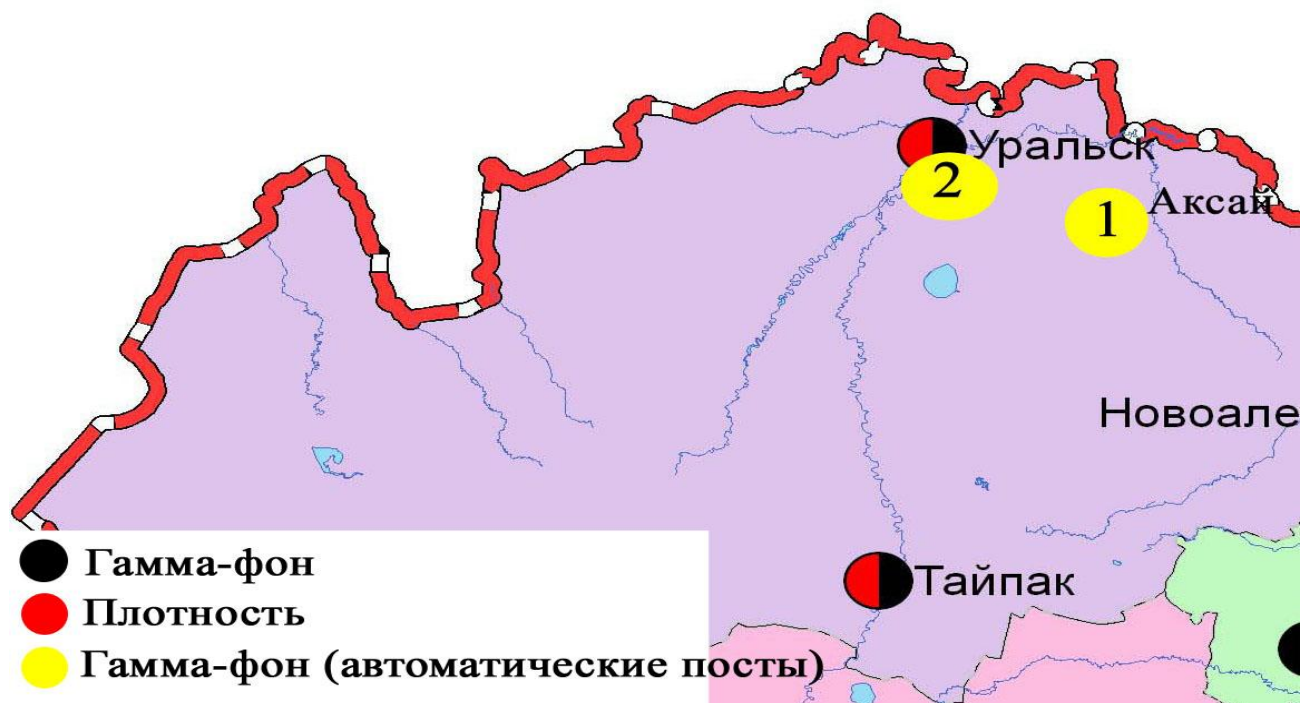 Уральск
2
1
Аксай
Новоале
Тайпак
Гамма-фон
Плотность
Гамма-фон (автоматические посты)